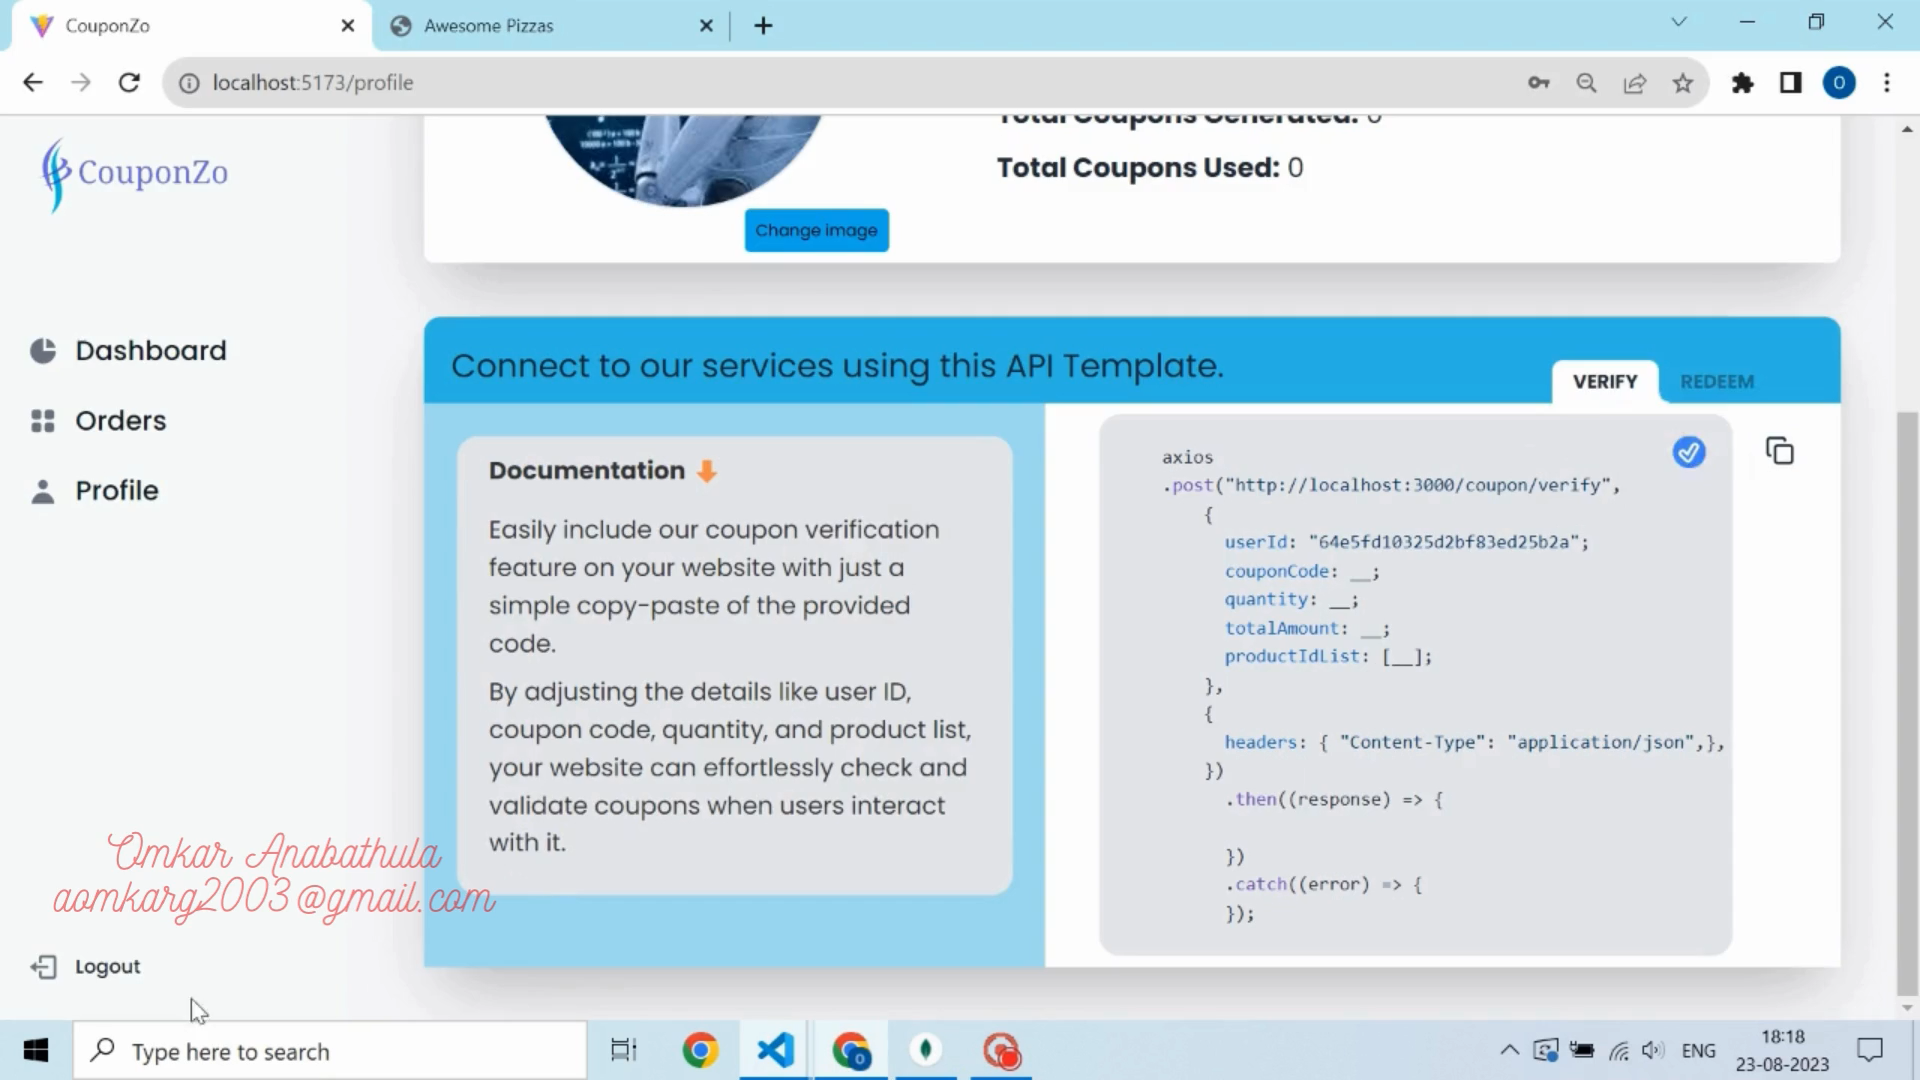 CouponZo
Awesome Pizzas
localhost:5173/profile
CouponZo
Total Coupons Generated: 0
Total Coupons Used: 0
Change image
Dashboard
Orders
Profile
Connect to our services using this API Template.
VERIFY
REDEEM
Documentation
Easily include our coupon verification
feature on your website with just a
simple copy-paste of the provided
code.
By adjusting the details like user ID,
coupon code, quantity, and product list,
your website can effortlessly check and
validate coupons when users interact
with it.
axios
.post("http://localhost:3000/coupon/verify",
{
userId: "64e5fd10325d2bf83ed25b2a";
couponCode: __;
quantity: __;
totalAmount: __;
productIdList: [__];
},
{
headers: { "Content-Type": "application/json",},
})
.then((response) => {
})
.catch((error) => {
});
Omkar Anabathula
aomkarg2003@gmail.com
Logout
Type here to search
ENG
18:18
23-08-2023